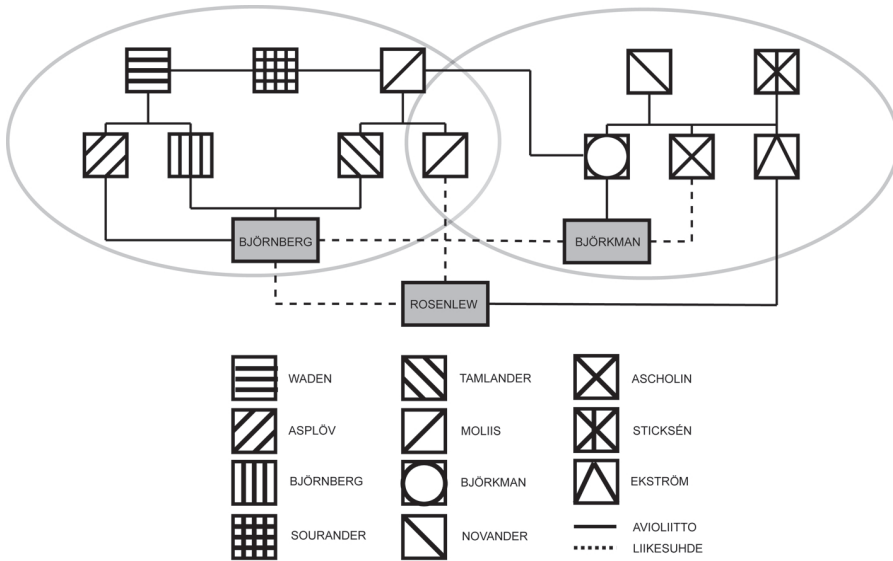 BJÖRNBERG
BJÖRKMAN
ROSENLEW
WADEN
TAMLANDER
ASCHOLIN
ASPLÖV
MOLIIS
STICKSÉN
BJÖRNBERG
BJÖRKMAN
EKSTRÖM
SOURANDER
NOVANDER
AVIOLIITTO
LIIKESUHDE